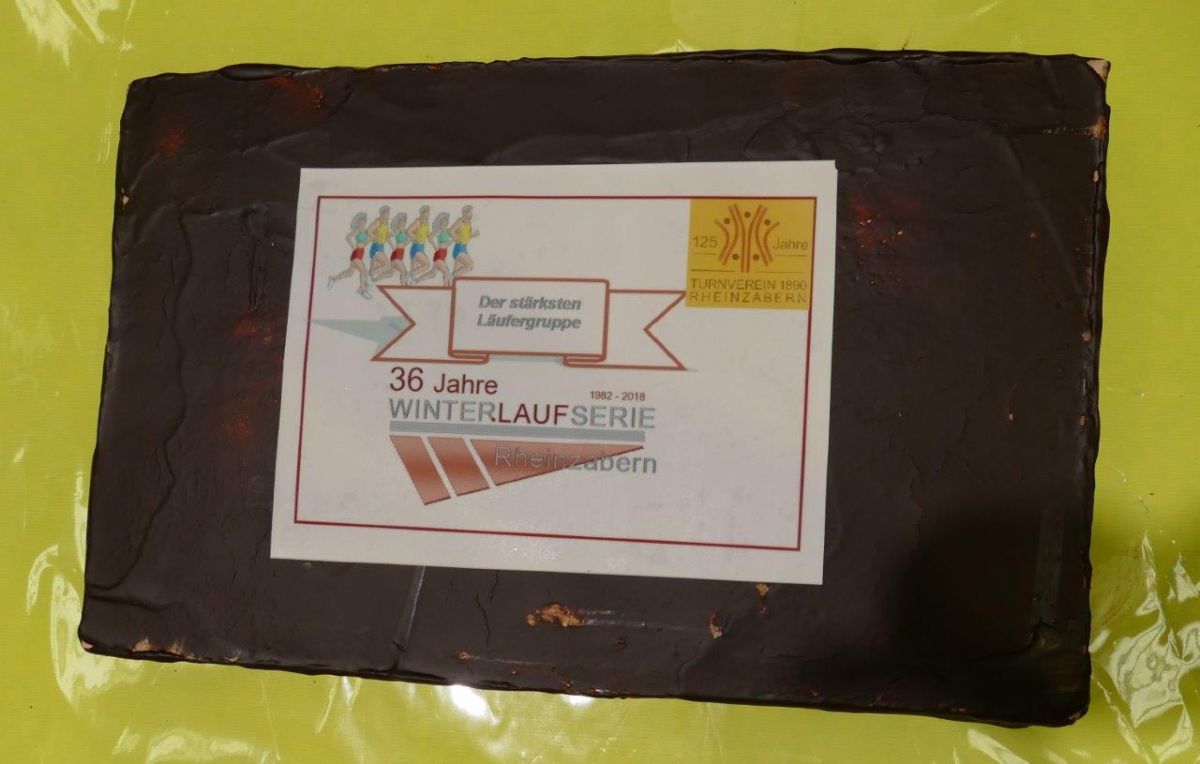 125 Jahre
TURNVEREIN 1890
RHEINZABERN
Der stärksten
Läufergruppe
36 Jahre
1982 - 2018
WINTERLAUFSERIE
Rheinzabern